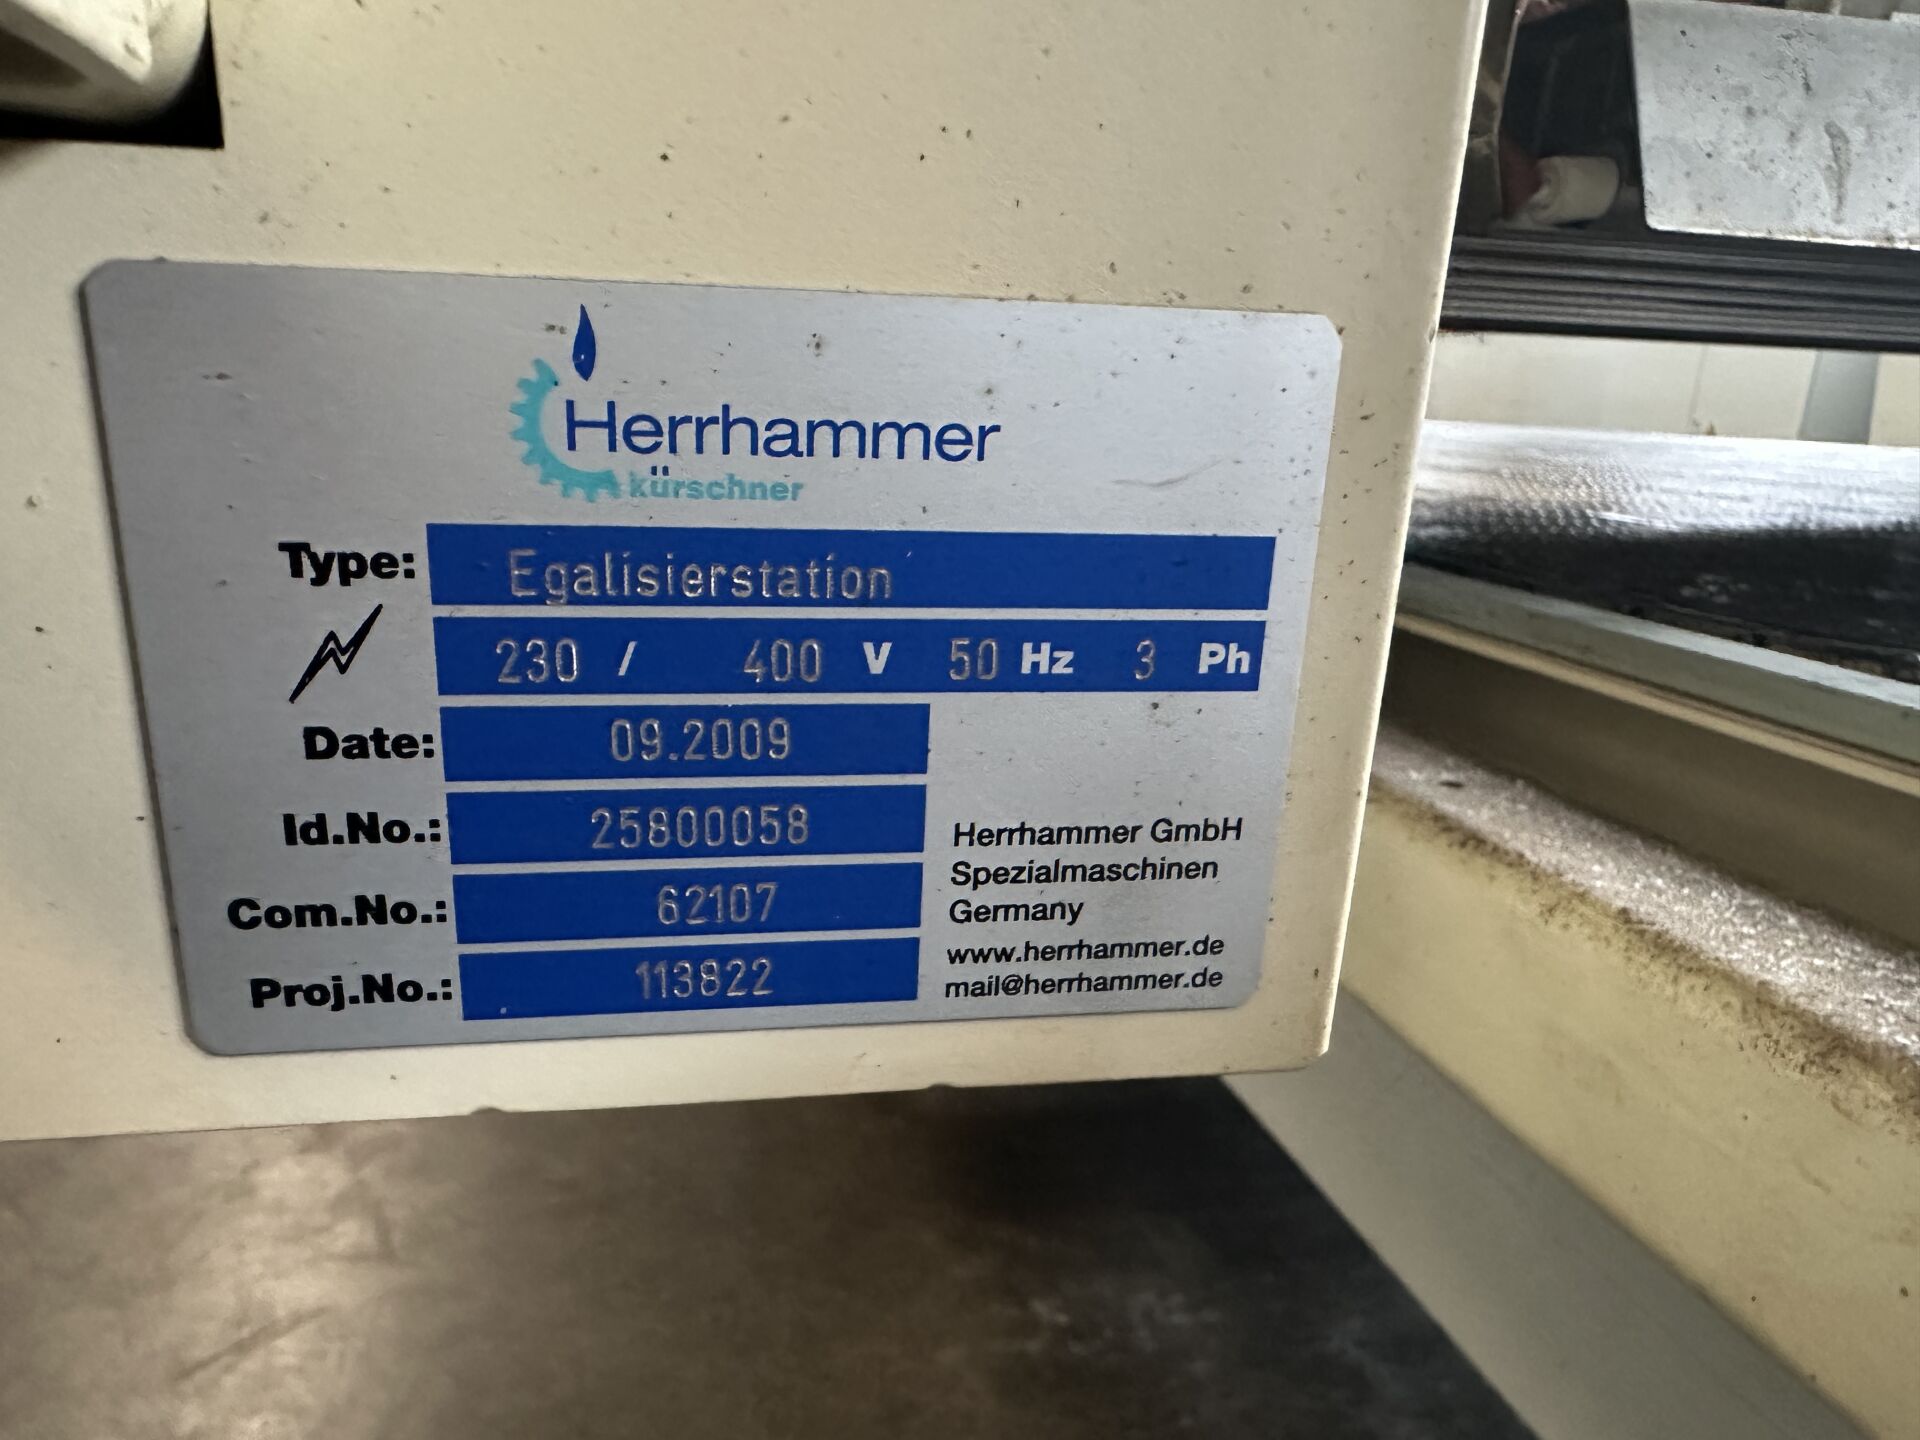 Herrhammer
kürschner
Type: Egalisierstation
230 / 400 V 50 Hz 3 Ph
Date: 09.2009
Id.No.: 25800058
Com.No.: 62107
Proj.No.: 113822
Herrhammer GmbH
Spezialmaschinen
Germany
www.herrhammer.de
mail@herrhammer.de